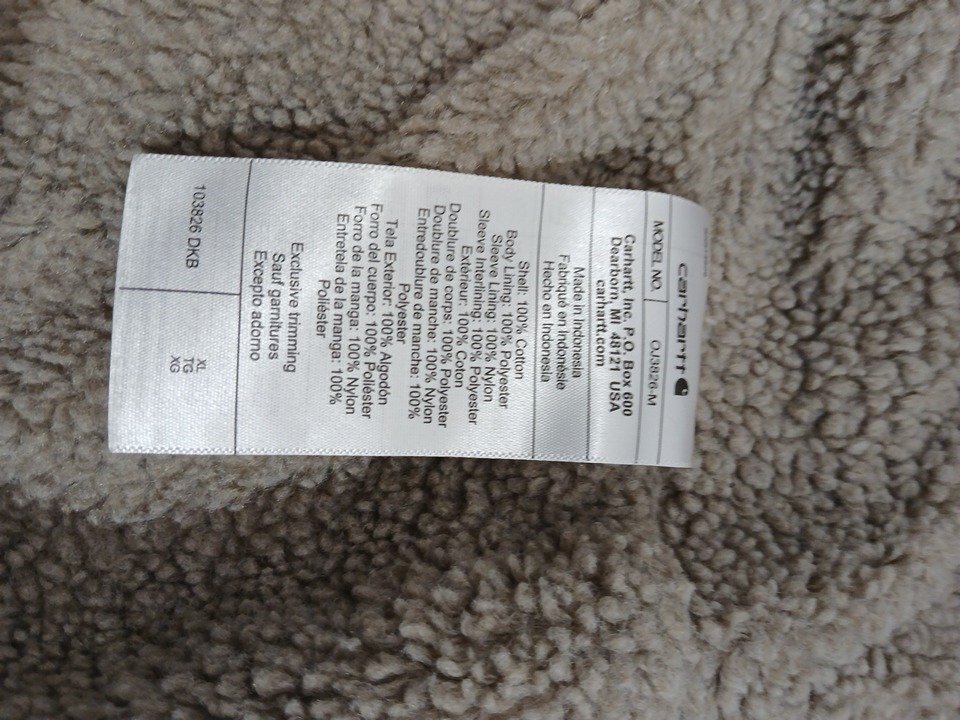 carhartt
MODEL NO. OJ3826-M
Carhartt, Inc. P.O. Box 600
Dearborn, MI 48121 USA
carhartt.com
Made in Indonesia
Fabriqué en Indonésie
Hecho en Indonesia
Shell: 100% Cotton
Body Lining: 100% Polyester
Sleeve Lining: 100% Nylon
Sleeve Interlining: 100% Polyester
Extérieur: 100% Coton
Doublure de corps: 100% Polyester
Doublure de manche: 100% Nylon
Entredoublure de manche: 100%
Polyester
Tela Exterior: 100% Algodón
Forro del cuerpo: 100% Poliéster
Forro de la manga: 100% Nylon
Entretela de la manga: 100%
Poliéster
Exclusive trimming
Sauf garnitures
Excepto adorno
103826 DKB
XL
TG
XG